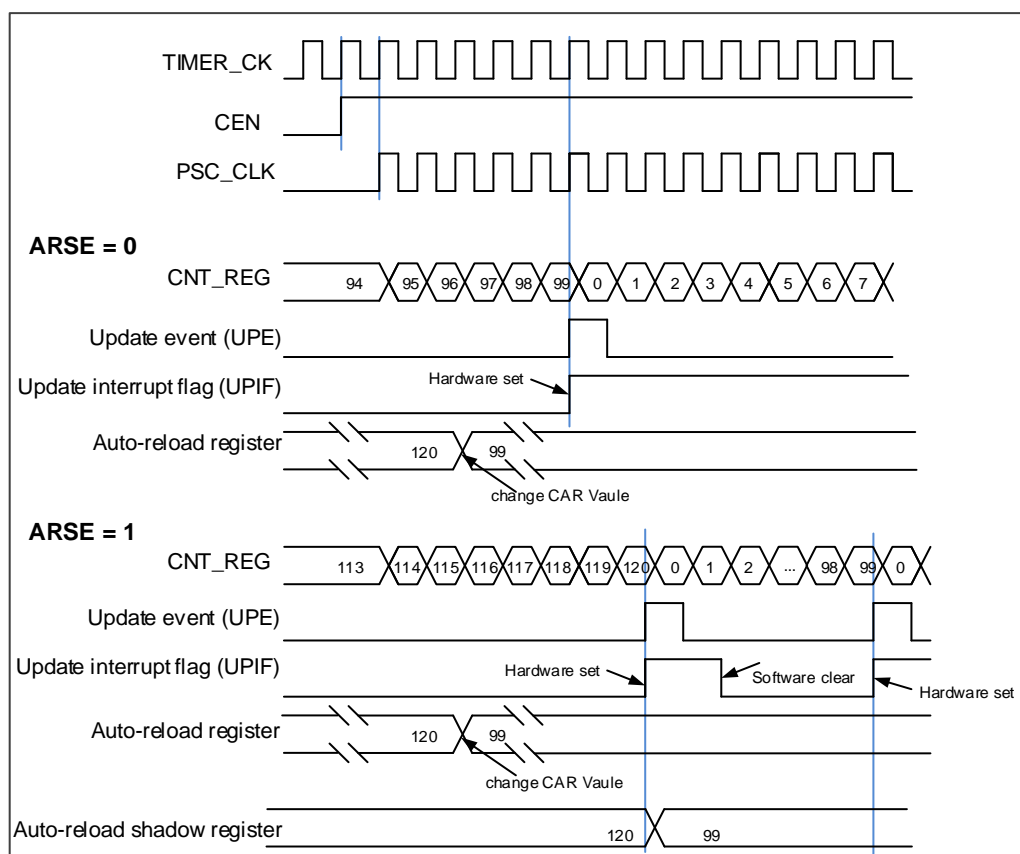 TIMER_CK
CEN
PSC_CLK
ARSE = 0
CNT_REG 94 95 96 97 98 99 0 1 2 3 4 5 6 7
Update event (UPE)
Update interrupt flag (UPIF) Hardware set
Auto-reload register 120 99
change CAR Vaule
ARSE = 1
CNT_REG 113 114 115 116 117 118 119 120 0 1 2 ... 98 99 0
Update event (UPE)
Update interrupt flag (UPIF) Hardware set Software clear Hardware set
Auto-reload register 120 99
change CAR Vaule
Auto-reload shadow register 120 99